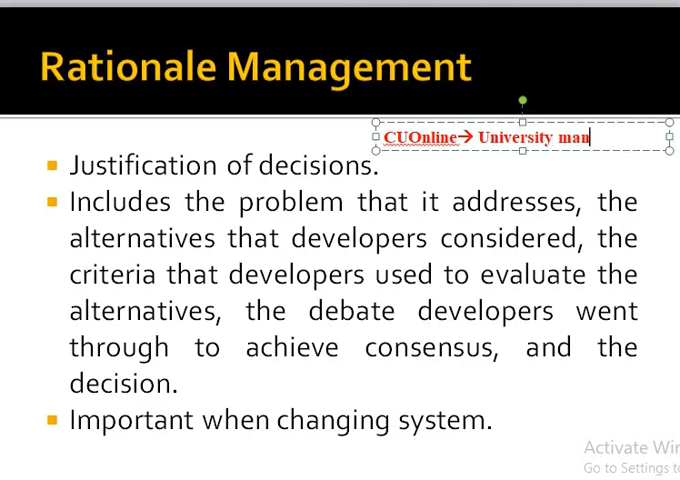 Rationale Management
CUOnline→ University man
▪ Justification of decisions.
▪ Includes the problem that it addresses, the
alternatives that developers considered, the
criteria that developers used to evaluate the
alternatives, the debate developers went
through to achieve consensus, and the
decision.
▪ Important when changing system.
Activate Win
Go to Settings to